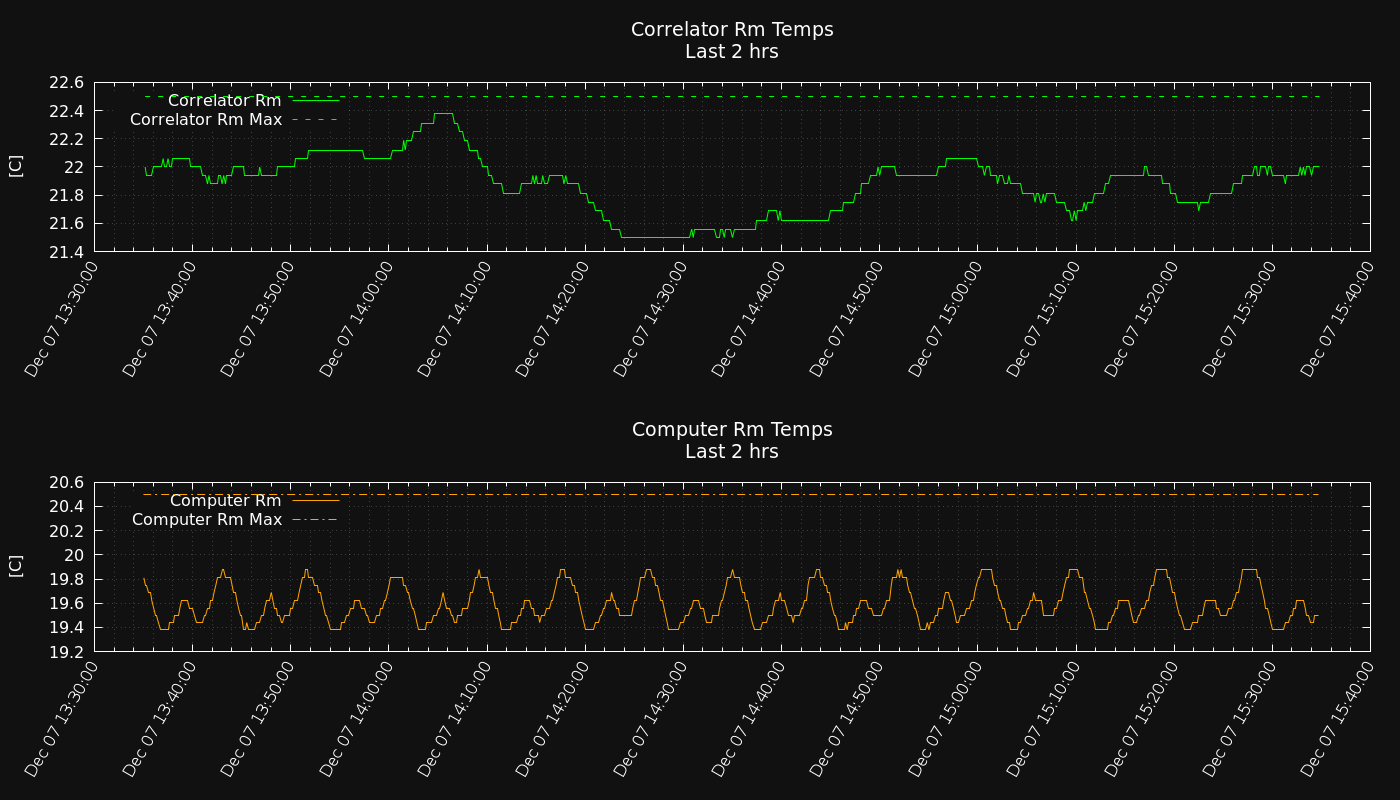 Correlator Rm Temps
Last 2 hrs
[C]
22.6
22.4
22.2
22
21.8
21.6
21.4
Correlator Rm
Correlator Rm Max
Dec 07 13:30:00
Dec 07 13:40:00
Dec 07 13:50:00
Dec 07 14:00:00
Dec 07 14:10:00
Dec 07 14:20:00
Dec 07 14:30:00
Dec 07 14:40:00
Dec 07 14:50:00
Dec 07 15:00:00
Dec 07 15:10:00
Dec 07 15:20:00
Dec 07 15:30:00
Dec 07 15:40:00
Computer Rm Temps
Last 2 hrs
[C]
20.6
20.4
20.2
20
19.8
19.6
19.4
19.2
Computer Rm
Computer Rm Max
Dec 07 13:30:00
Dec 07 13:40:00
Dec 07 13:50:00
Dec 07 14:00:00
Dec 07 14:10:00
Dec 07 14:20:00
Dec 07 14:30:00
Dec 07 14:40:00
Dec 07 14:50:00
Dec 07 15:00:00
Dec 07 15:10:00
Dec 07 15:20:00
Dec 07 15:30:00
Dec 07 15:40:00